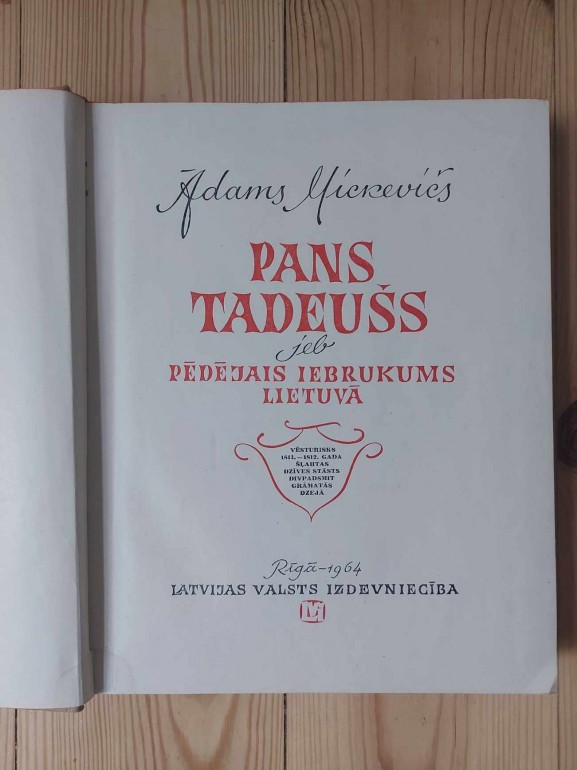 Ādams Mickevičs
PANS
TADEUŠS
jeb
PĒDĒJAIS IEBRUKUMS
LIETUVĀ
VĒSTURISKS
1811.—1812. GADA
ŠĻAHTAS
DZĪVES STĀSTS
DIVPADSMIT
GRĀMATĀS
DZEJĀ
Rīgā—1964
LATVIJAS VALSTS IZDEVNIECĪBA